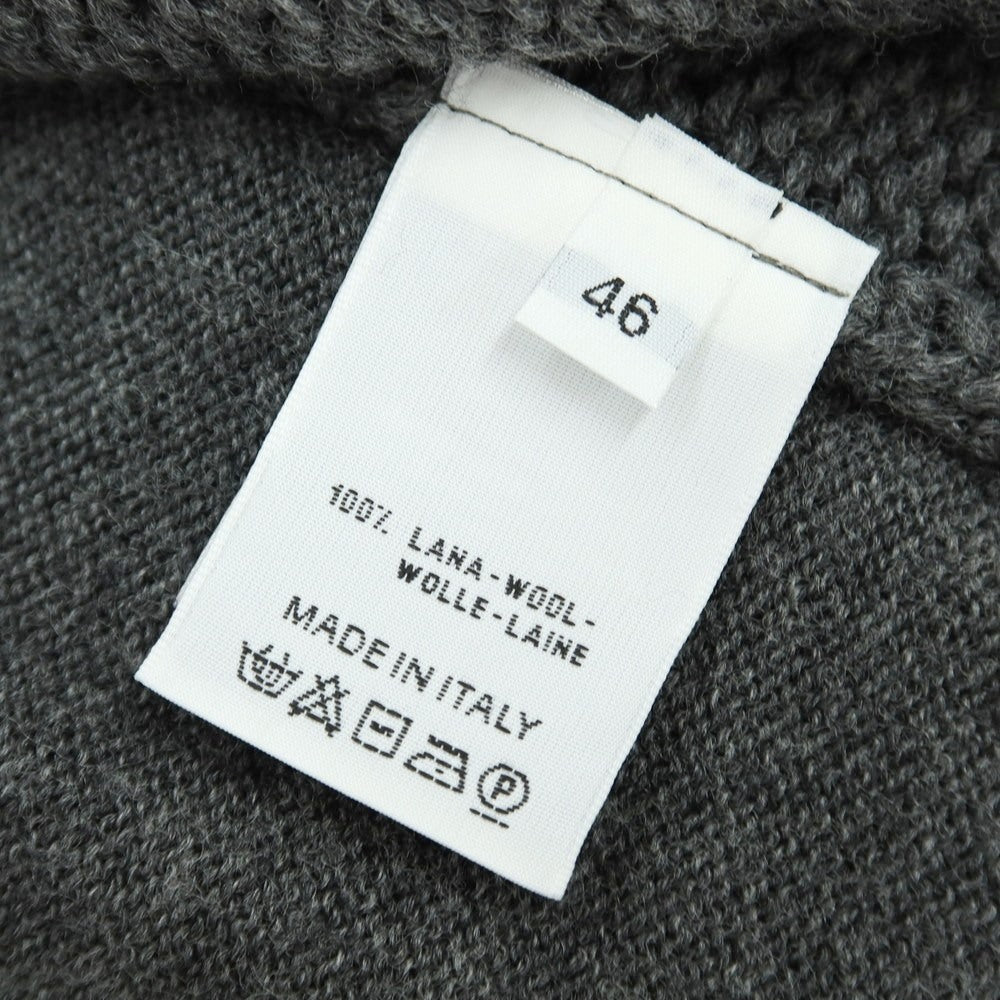 46
100% LANA-WOOL-
WOLLE-LAINE
MADE IN ITALY
P